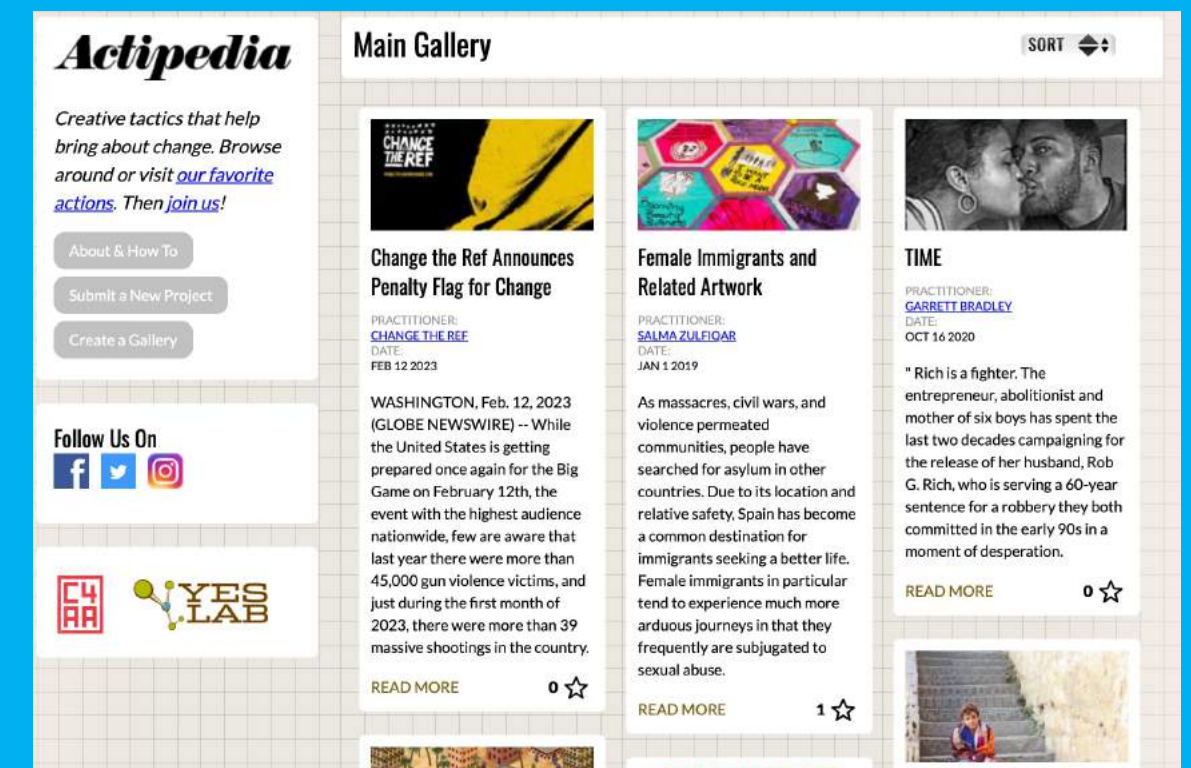 Actipedia
Creative tactics that help
bring about change. Browse
around or visit our favorite
actions. Then join us!
About & How To
Submit a New Project
Create a Gallery
Follow Us On
C4
AA
YES
LAB
Main Gallery
SORT
CHANGE
THE REF
Change the Ref Announces
Penalty Flag for Change
PRACTITIONER:
CHANGE THE REF
DATE:
FEB 12 2023
WASHINGTON, Feb. 12, 2023
(GLOBE NEWSWIRE) -- While
the United States is getting
prepared once again for the Big
Game on February 12th, the
event with the highest audience
nationwide, few are aware that
last year there were more than
45,000 gun violence victims, and
just during the first month of
2023, there were more than 39
massive shootings in the country.
READ MORE
0
Female Immigrants and
Related Artwork
PRACTITIONER:
SALMA ZULFIQAR
DATE:
JAN 1 2019
As massacres, civil wars, and
violence permeated
communities, people have
searched for asylum in other
countries. Due to its location and
relative safety, Spain has become
a common destination for
immigrants seeking a better life.
Female immigrants in particular
tend to experience much more
arduous journeys in that they
frequently are subjugated to
sexual abuse.
READ MORE
1
TIME
PRACTITIONER:
GARRETT BRADLEY
DATE:
OCT 16 2020
" Rich is a fighter. The
entrepreneur, abolitionist and
mother of six boys has spent the
last two decades campaigning for
the release of her husband, Rob
G. Rich, who is serving a 60-year
sentence for a robbery they both
committed in the early 90s in a
moment of desperation.
READ MORE
0